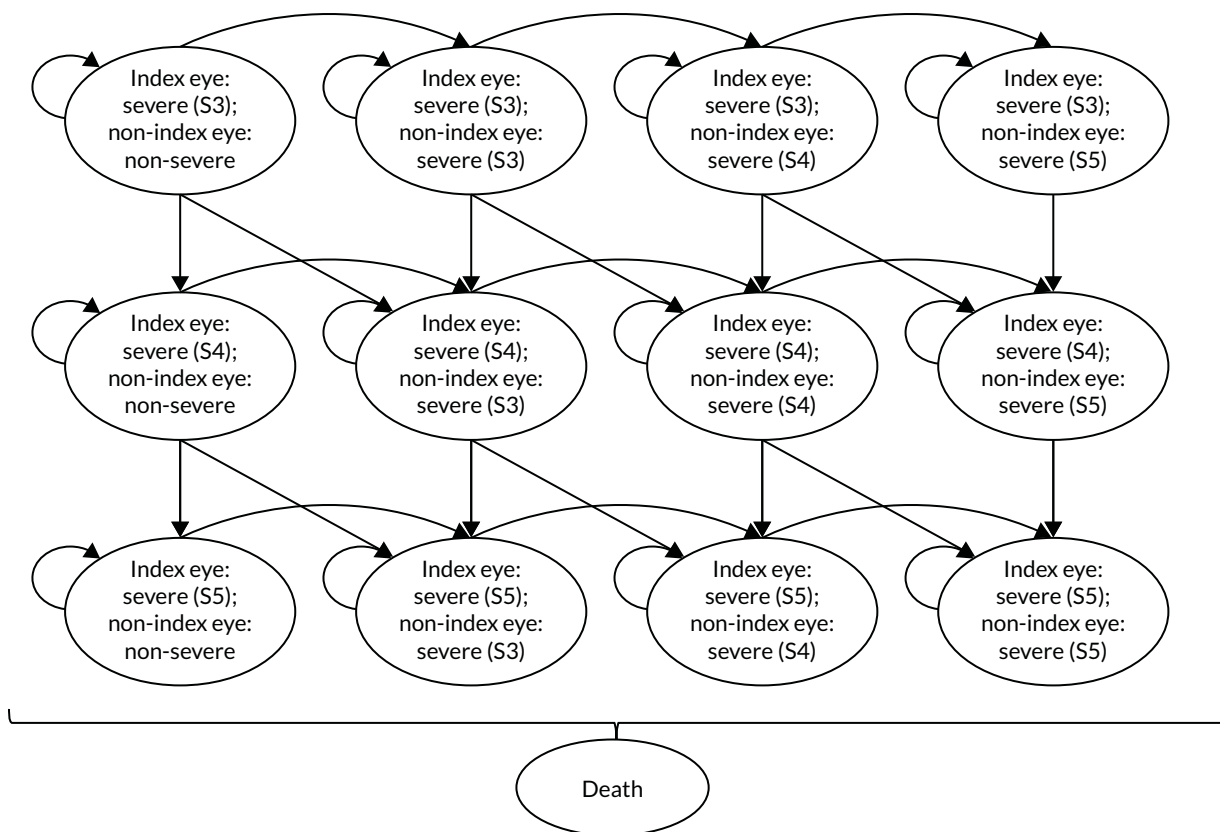 Index eye:
severe (S3);
non-index eye:
non-severe
Index eye:
severe (S3);
non-index eye:
severe (S3)
Index eye:
severe (S3);
non-index eye:
severe (S4)
Index eye:
severe (S3);
non-index eye:
severe (S5)
Index eye:
severe (S4);
non-index eye:
non-severe
Index eye:
severe (S4);
non-index eye:
severe (S3)
Index eye:
severe (S4);
non-index eye:
severe (S4)
Index eye:
severe (S4);
non-index eye:
severe (S5)
Index eye:
severe (S5);
non-index eye:
non-severe
Index eye:
severe (S5);
non-index eye:
severe (S3)
Index eye:
severe (S5);
non-index eye:
severe (S4)
Index eye:
severe (S5);
non-index eye:
severe (S5)
Death